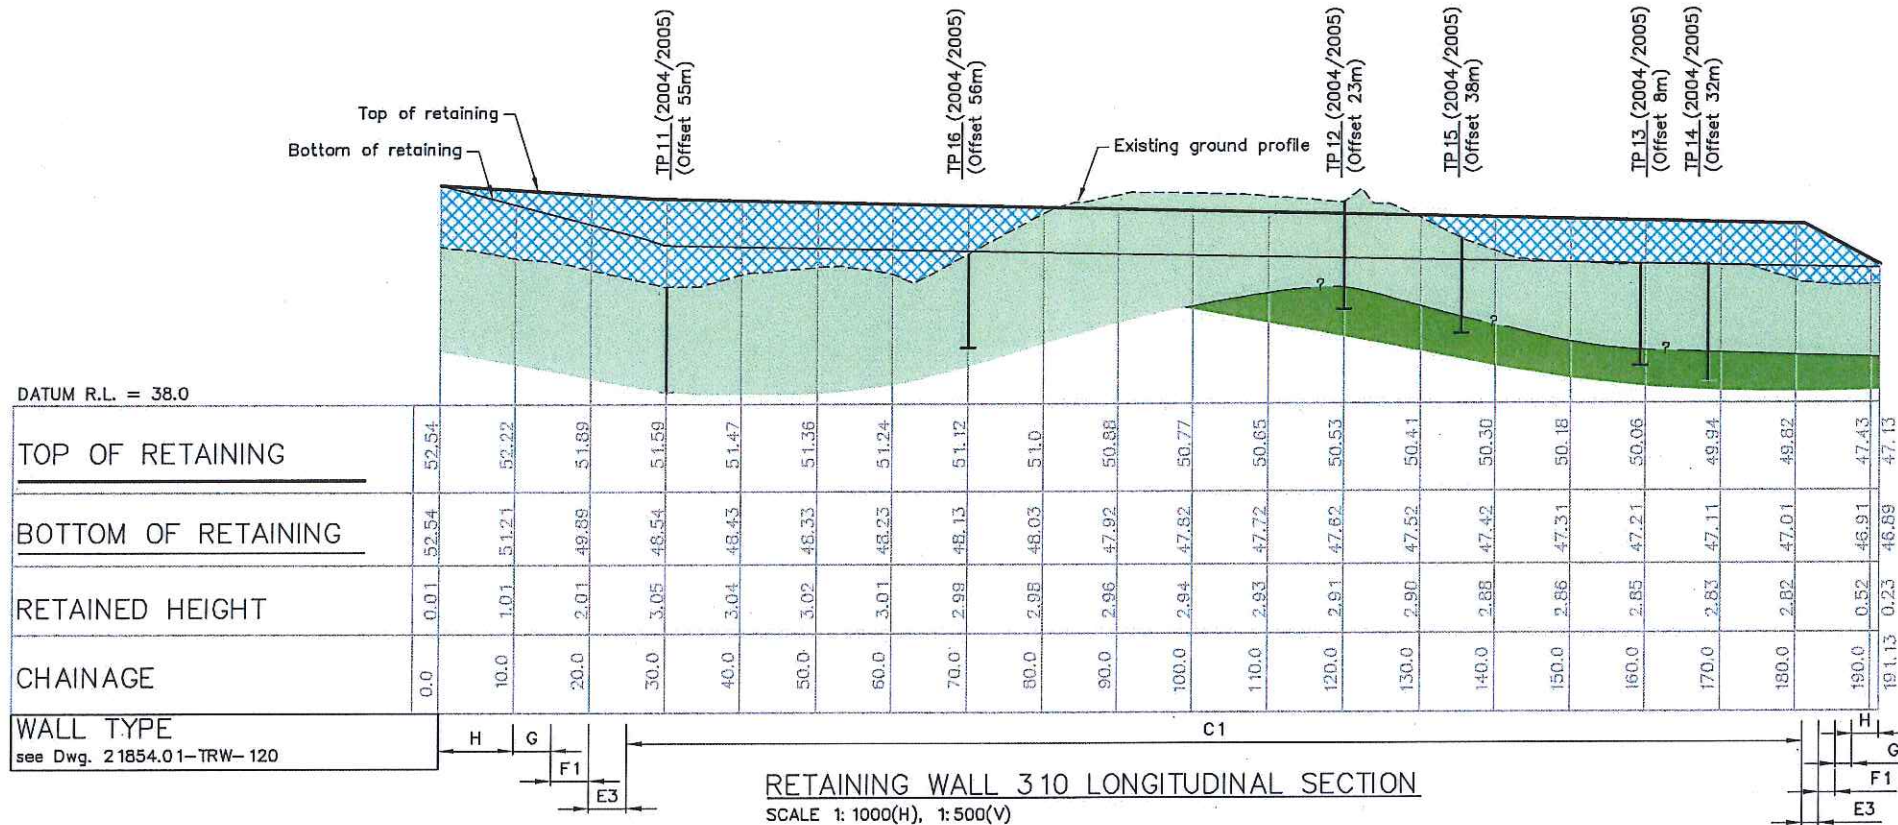 TP11 (2004/2005)
(Offset 55m)
TP16 (2004/2005)
(Offset 56m)
TP12 (2004/2005)
(Offset 23m)
TP15 (2004/2005)
(Offset 38m)
TP13 (2004/2005)
(Offset 8m)
TP14 (2004/2005)
(Offset 32m)
Top of retaining
Bottom of retaining
Existing ground profile
?
?
?
DATUM R.L. = 38.0
TOP OF RETAINING 52.54 52.22 51.89 51.59 51.47 51.36 51.24 51.12 51.0 50.88 50.77 50.65 50.53 50.41 50.30 50.18 50.06 49.94 49.82 47.43 47.13
BOTTOM OF RETAINING 52.54 51.21 49.89 48.54 48.43 48.33 48.23 48.13 48.03 47.92 47.82 47.72 47.62 47.52 47.42 47.31 47.21 47.11 47.01 46.91 46.89
RETAINED HEIGHT 0.01 1.01 2.01 3.05 3.04 3.02 3.01 2.99 2.98 2.96 2.94 2.93 2.91 2.90 2.88 2.86 2.85 2.83 2.82 0.52 0.23
CHAINAGE 0.0 10.0 20.0 30.0 40.0 50.0 60.0 70.0 80.0 90.0 100.0 110.0 120.0 130.0 140.0 150.0 160.0 170.0 180.0 190.0 191.13
WALL TYPE
see Dwg. 21854.01-TRW-120
H G C1 H
G
F1 F1
E3 E3
RETAINING WALL 310 LONGITUDINAL SECTION
SCALE 1: 1000(H), 1:500(V)